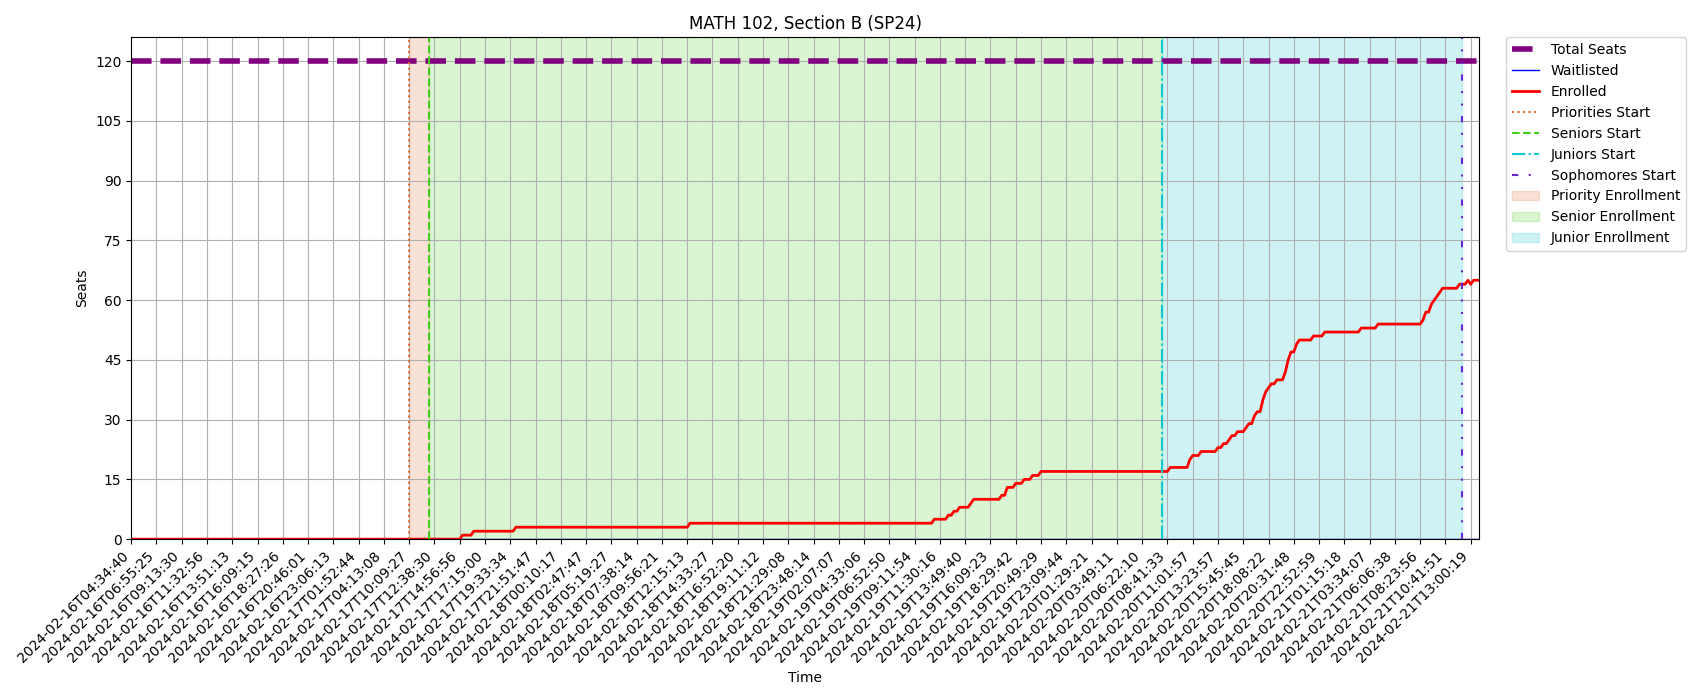 MATH 102, Section B (SP24)
Total Seats
Waitlisted
Enrolled
Priorities Start
Seniors Start
Juniors Start
Sophomores Start
Priority Enrollment
Senior Enrollment
Junior Enrollment
Seats
120
105
90
75
60
45
30
15
0
2024-02-16T04:34:40
2024-02-16T06:55:25
2024-02-16T09:13:30
2024-02-16T11:32:56
2024-02-16T13:51:13
2024-02-16T16:09:15
2024-02-16T18:27:26
2024-02-16T20:46:01
2024-02-16T23:06:13
2024-02-17T01:52:44
2024-02-17T04:13:08
2024-02-17T10:09:27
2024-02-17T12:38:30
2024-02-17T14:56:56
2024-02-17T17:15:00
2024-02-17T19:33:34
2024-02-17T21:51:47
2024-02-18T00:10:17
2024-02-18T02:47:47
2024-02-18T05:19:27
2024-02-18T07:38:14
2024-02-18T09:56:21
2024-02-18T12:15:13
2024-02-18T14:33:27
2024-02-18T16:52:20
2024-02-18T19:11:12
2024-02-18T21:29:08
2024-02-18T23:48:14
2024-02-19T02:07:07
2024-02-19T04:33:06
2024-02-19T06:52:50
2024-02-19T09:11:54
2024-02-19T11:30:16
2024-02-19T13:49:40
2024-02-19T16:09:23
2024-02-19T18:29:42
2024-02-19T20:49:29
2024-02-19T23:09:44
2024-02-20T01:29:21
2024-02-20T03:49:11
2024-02-20T06:22:10
2024-02-20T08:41:33
2024-02-20T11:01:57
2024-02-20T13:23:57
2024-02-20T15:45:45
2024-02-20T18:08:22
2024-02-20T20:31:48
2024-02-20T22:52:59
2024-02-21T01:15:18
2024-02-21T03:34:07
2024-02-21T06:06:38
2024-02-21T08:23:56
2024-02-21T10:41:51
2024-02-21T13:00:19
Time